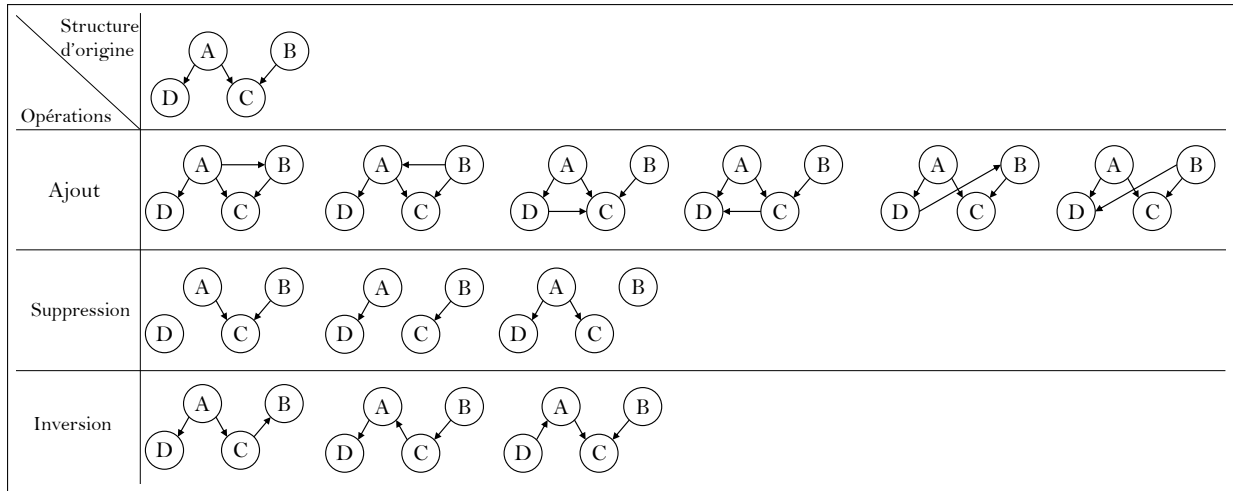 Structure
d'origine
Opérations
A B
D C
Ajout
A B A B A B A B A B A B
D C D C D C D C D C D C
Suppression
A B A B A B
D C D C D C
Inversion
A B A B A B
D C D C D C